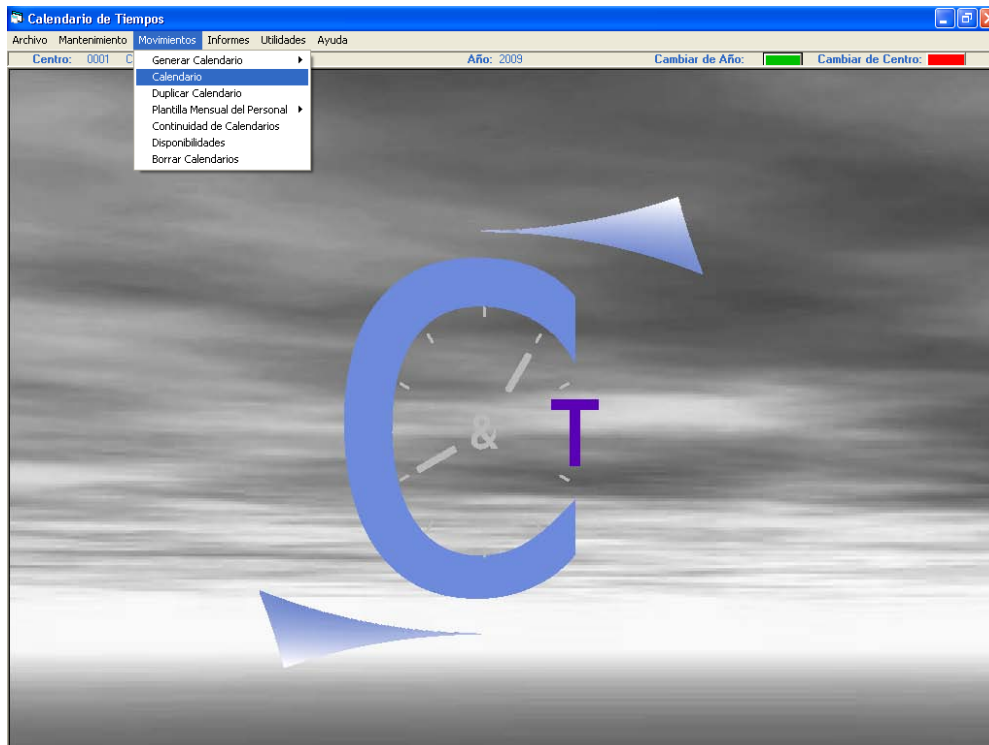 Calendario de Tiempos
Archivo Mantenimiento Movimientos Informes Utilidades Ayuda
Centro: 0001 C Año: 2009 Cambiar de Año: Cambiar de Centro:
Generar Calendario
Calendario
Duplicar Calendario
Plantilla Mensual del Personal
Continuidad de Calendarios
Disponibilidades
Borrar Calendarios
C & T